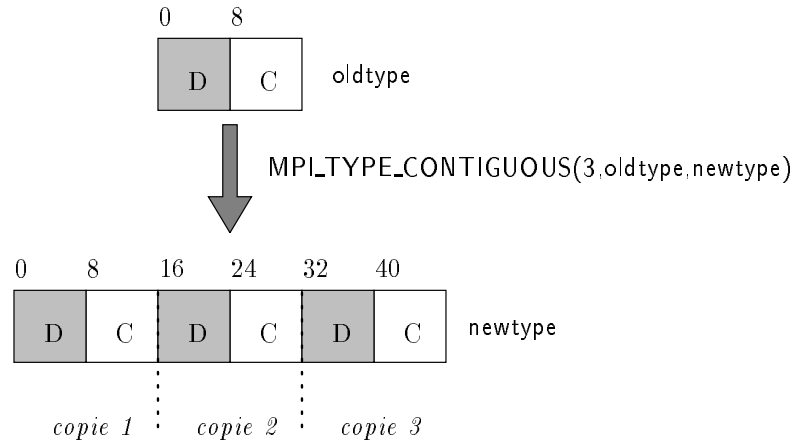 0 8
D C oldtype
MPI_TYPE_CONTIGUOUS(3,oldtype,newtype)
0 8 16 24 32 40
D C D C D C newtype
copie 1 copie 2 copie 3